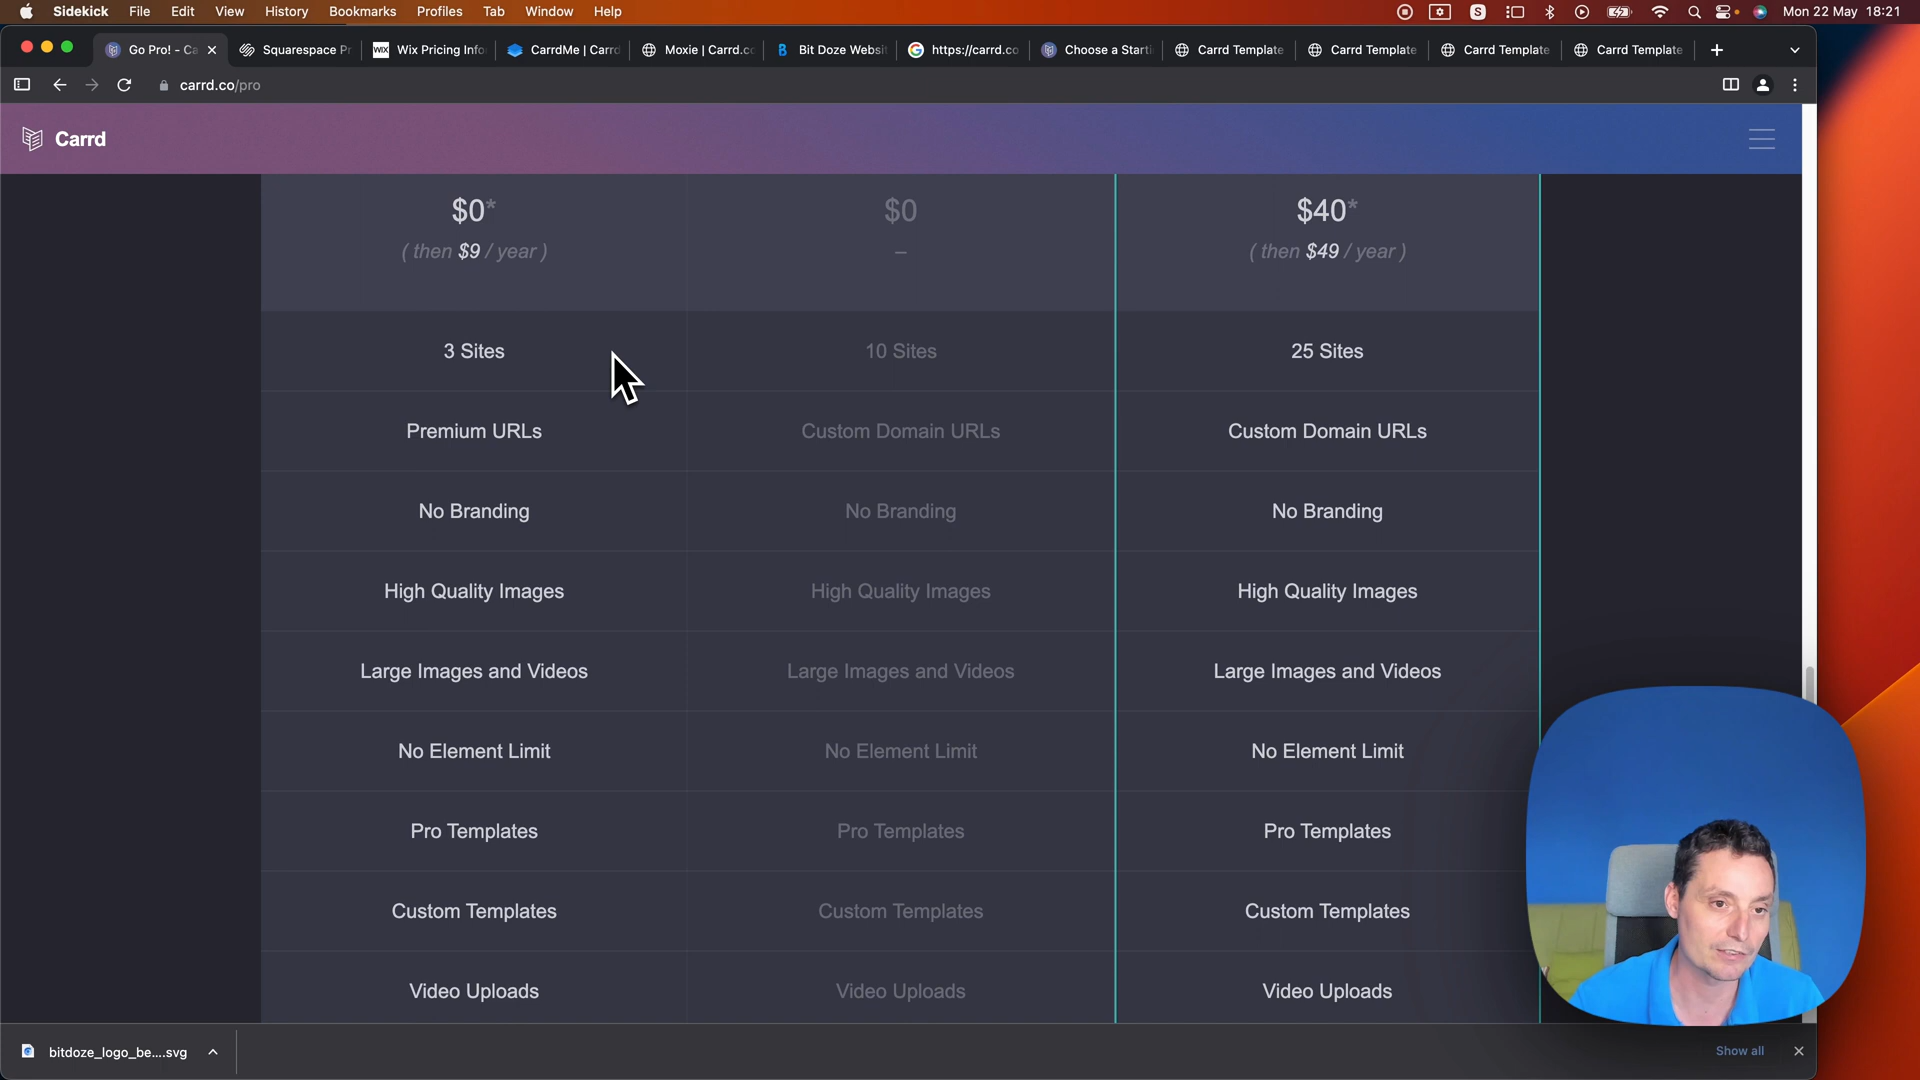 Sidekick File Edit View History Bookmarks Profiles Tab Window Help Mon 22 May 18:21
Go Pro! - Ca Squarespace Pr Wix Pricing Info CarrdMe | Carrd Moxie | Carrd.co Bit Doze Websit https://carrd.co Choose a Starti Carrd Template Carrd Template Carrd Template Carrd Template
carrd.co/pro
Carrd
$0* $0 $40*
( then $9 / year ) – ( then $49 / year )
3 Sites 10 Sites 25 Sites
Premium URLs Custom Domain URLs Custom Domain URLs
No Branding No Branding No Branding
High Quality Images High Quality Images High Quality Images
Large Images and Videos Large Images and Videos Large Images and Videos
No Element Limit No Element Limit No Element Limit
Pro Templates Pro Templates Pro Templates
Custom Templates Custom Templates Custom Templates
Video Uploads Video Uploads Video Uploads
bitdoze_logo_be....svg Show all